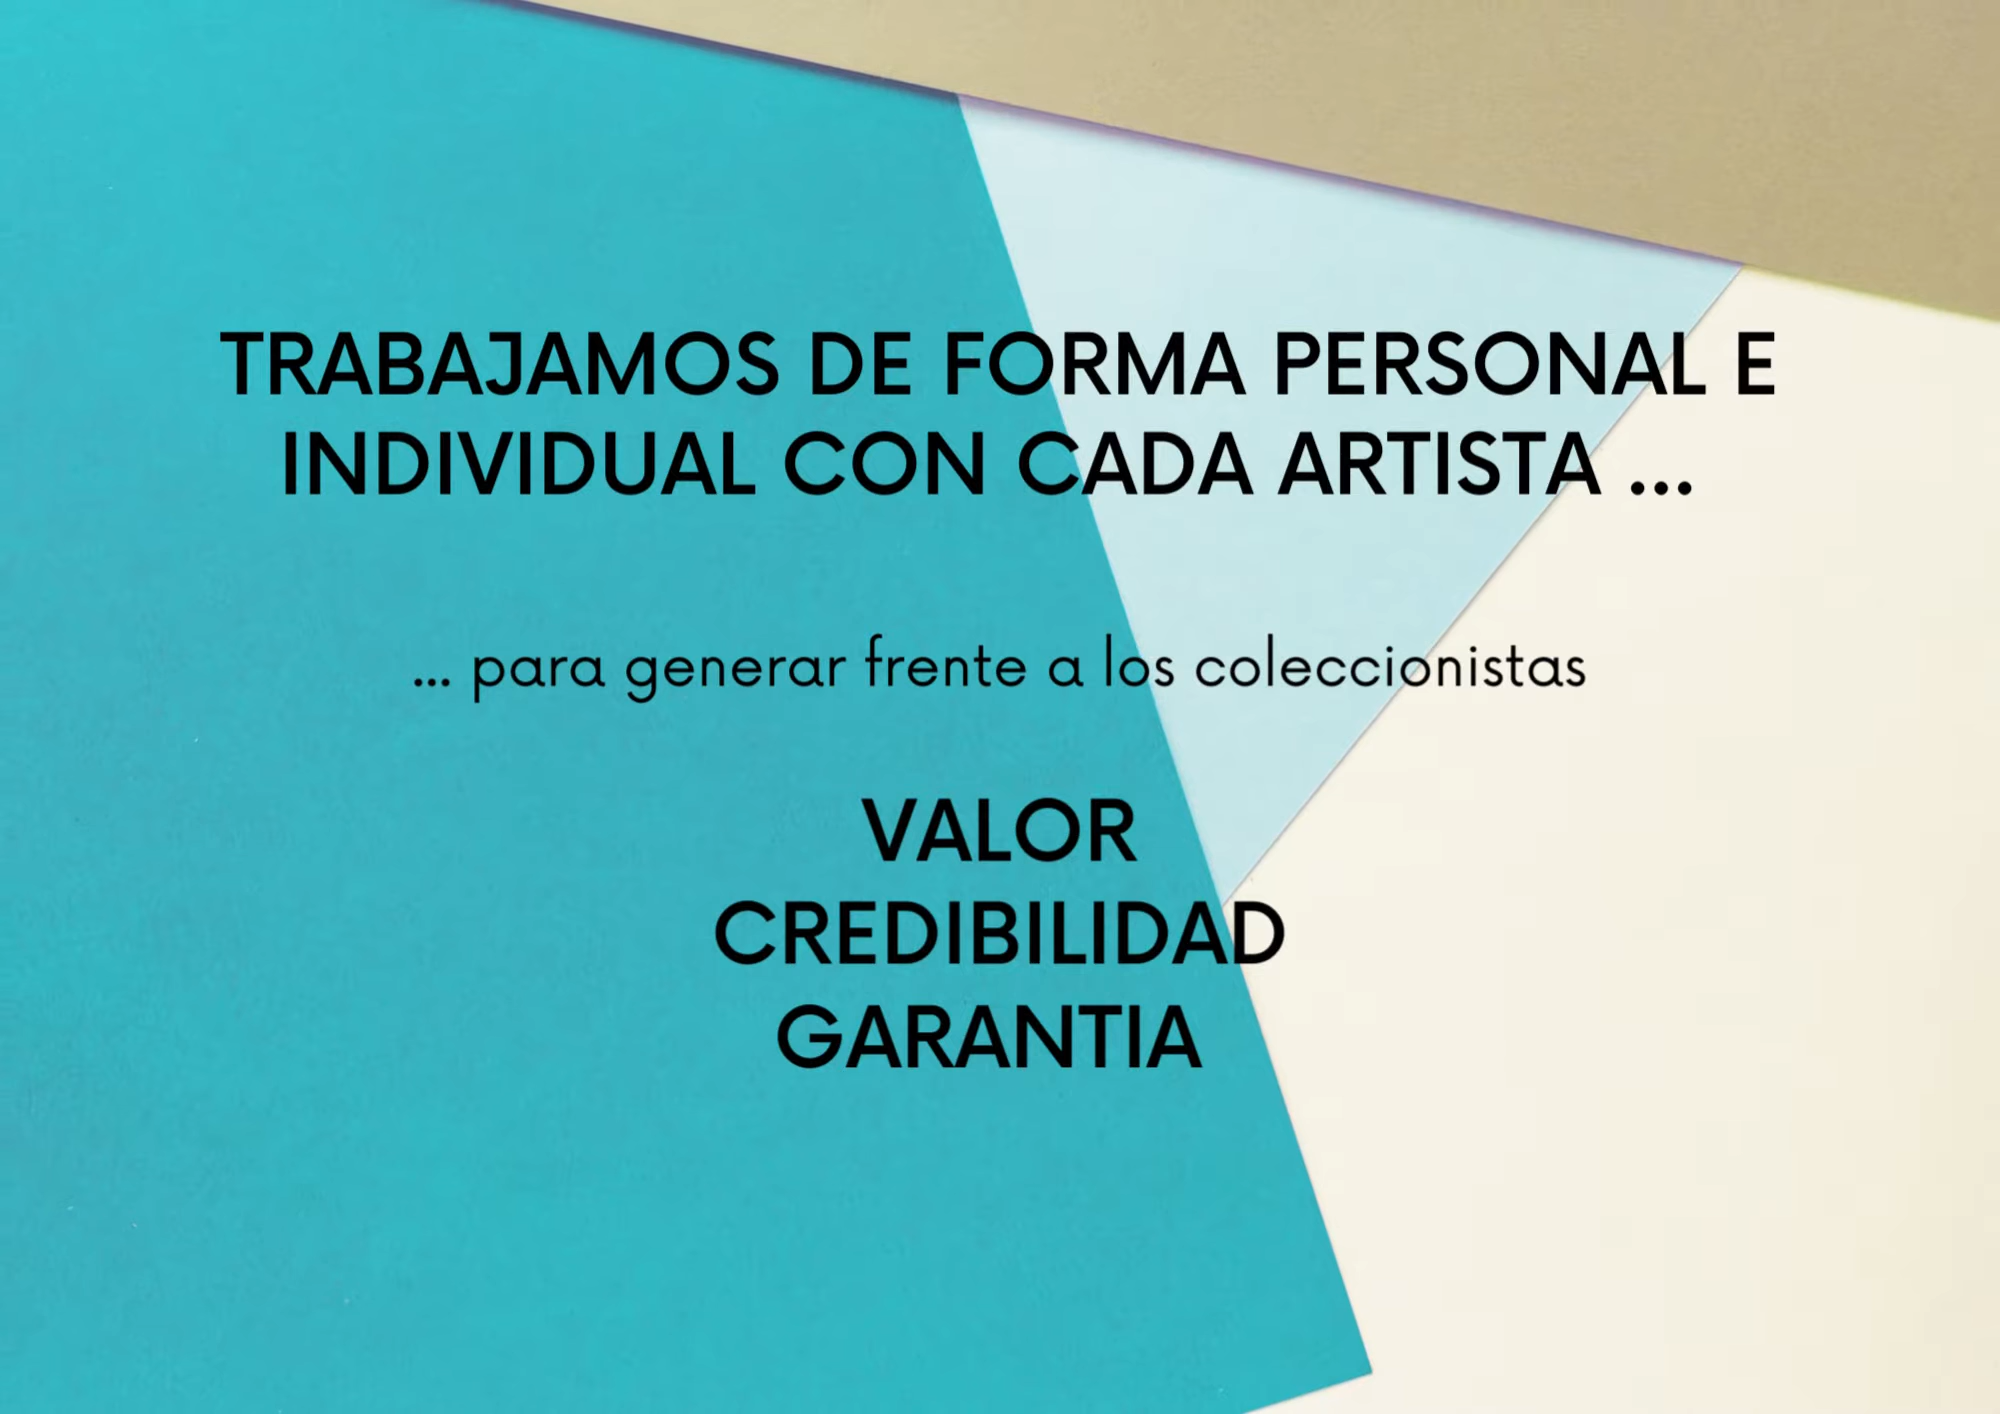 TRABAJAMOS DE FORMA PERSONAL E
INDIVIDUAL CON CADA ARTISTA ...
... para generar frente a los coleccionistas
VALOR
CREDIBILIDAD
GARANTIA